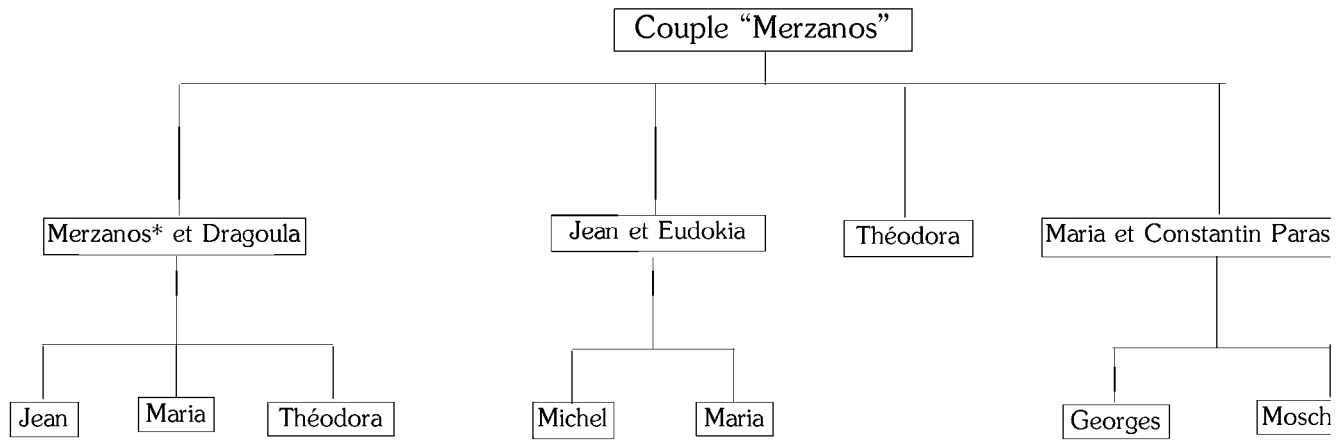 Couple “Merzanos”
Merzanos* et Dragoula
Jean et Eudokia
Théodora
Maria et Constantin Paras
Jean
Maria
Théodora
Michel
Maria
Georges
Mosch